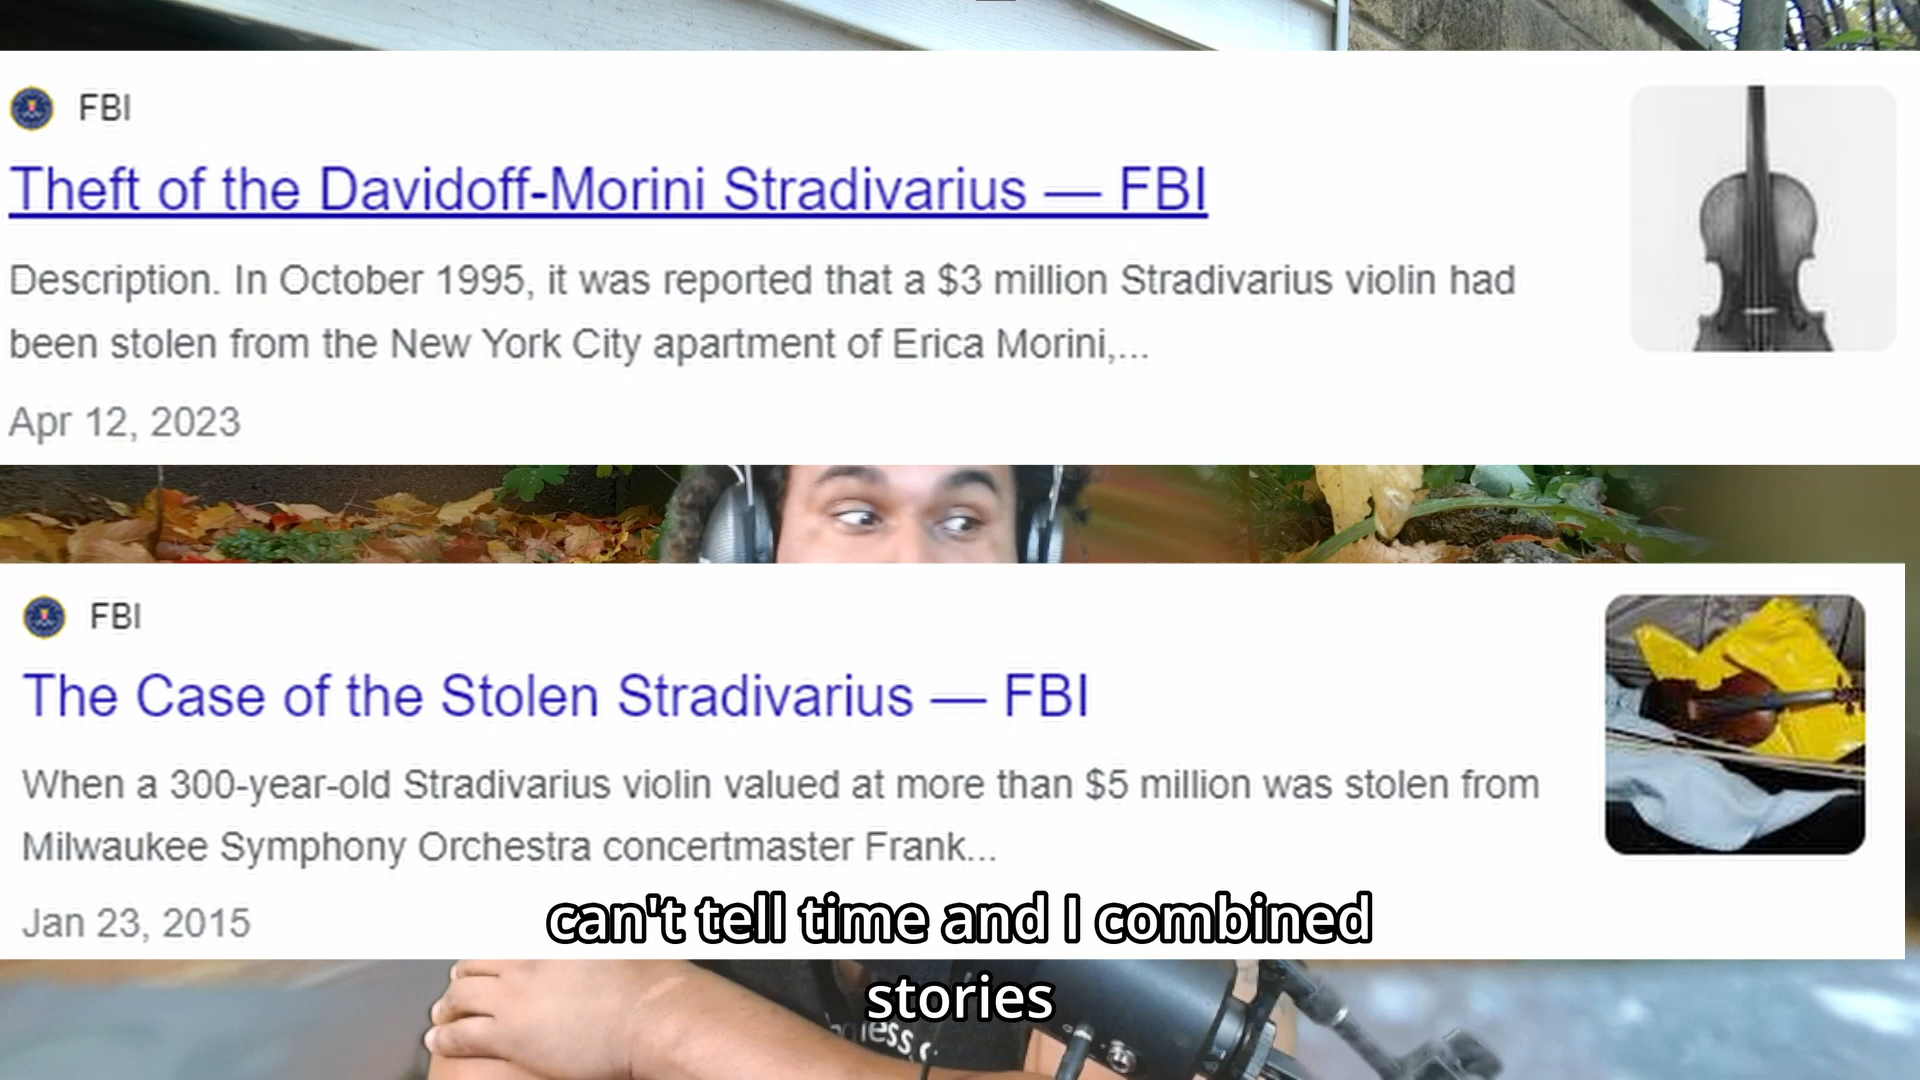 FBI
Theft of the Davidoff-Morini Stradivarius — FBI
Description. In October 1995, it was reported that a $3 million Stradivarius violin had
been stolen from the New York City apartment of Erica Morini,...
Apr 12, 2023
FBI
The Case of the Stolen Stradivarius — FBI
When a 300-year-old Stradivarius violin valued at more than $5 million was stolen from
Milwaukee Symphony Orchestra concertmaster Frank...
Jan 23, 2015
can't tell time and I combined
stories